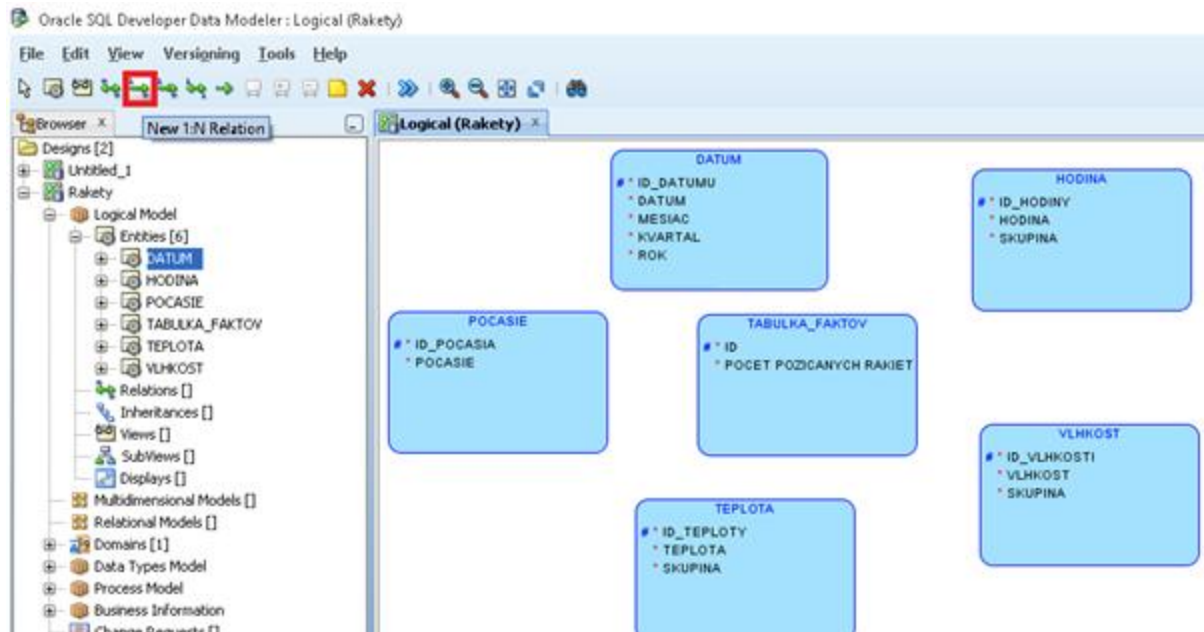 Oracle SQL Developer Data Modeler : Logical (Rakety)
File Edit View Versioning Tools Help
New 1:N Relation
Browser
Designs [2]
Untitled_1
Rakety
Logical Model
Entities [6]
DATUM
HODINA
POCASIE
TABULKA_FAKTOV
TEPLOTA
VLHKOST
Relations []
Inheritances []
Views []
SubViews []
Displays []
Multidimensional Models []
Relational Models []
Domains [1]
Data Types Model
Process Model
Business Information
Change Requests []
Logical (Rakety)
DATUM
# * ID_DATUMU
* DATUM
* MESIAC
* KVARTAL
* ROK
HODINA
# * ID_HODINY
* HODINA
* SKUPINA
POCASIE
# * ID_POCASIA
* POCASIE
TABULKA_FAKTOV
# * ID
* POCET POZICANYCH RAKIET
VLHKOST
# * ID_VLHKOSTI
* VLHKOST
* SKUPINA
TEPLOTA
# * ID_TEPLOTY
* TEPLOTA
* SKUPINA